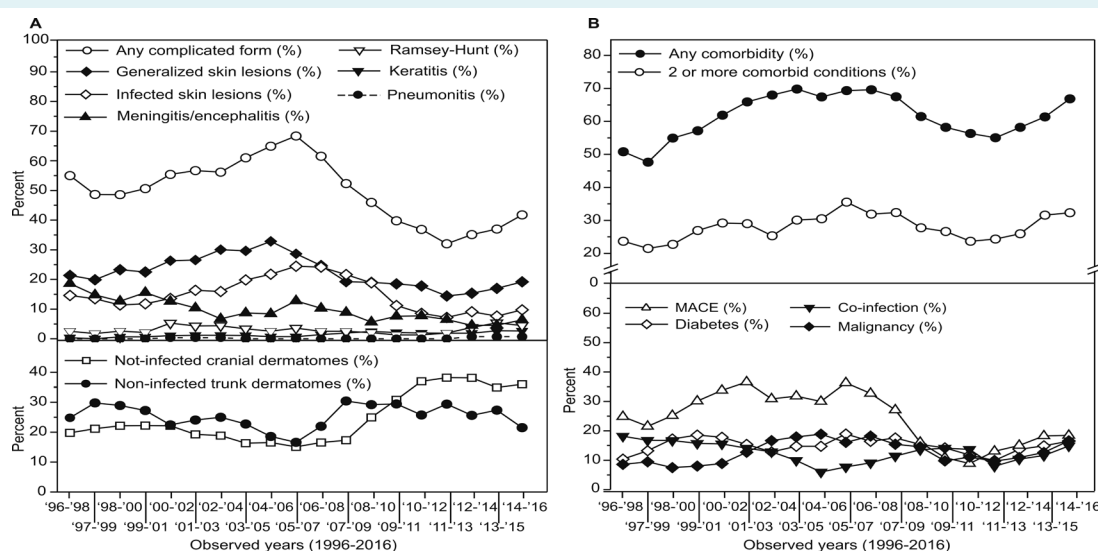 A
Any complicated form (%)
Generalized skin lesions (%)
Infected skin lesions (%)
Meningitis/encephalitis (%)
Ramsey-Hunt (%)
Keratitis (%)
Pneumonitis (%)
Percent
100
90
80
70
60
50
40
30
20
10
0
Not-infected cranial dermatomes (%)
Non-infected trunk dermatomes (%)
Percent
40
30
20
10
0
'96-'98 '98-'00 '00-'02 '02-'04 '04-'06 '06-'08 '08-'10 '10-'12 '12-'14 '14-'16
'97-'99 '99-'01 '01-'03 '03-'05 '05-'07 '07-'09 '09-'11 '11-'13 '13-'15
Observed years (1996-2016)
B
Any comorbidity (%)
2 or more comorbid conditions (%)
Percent
80
70
60
50
40
30
20
0
MACE (%)
Diabetes (%)
Co-infection (%)
Malignancy (%)
Percent
60
50
40
30
20
10
0
'96-'98 '98-'00 '00-'02 '02-'04 '04-'06 '06-'08 '08-'10 '10-'12 '12-'14 '14-'16
'97-'99 '99-'01 '01-'03 '03-'05 '05-'07 '07-'09 '09-'11 '11-'13 '13-'15
Observed years (1996-2016)